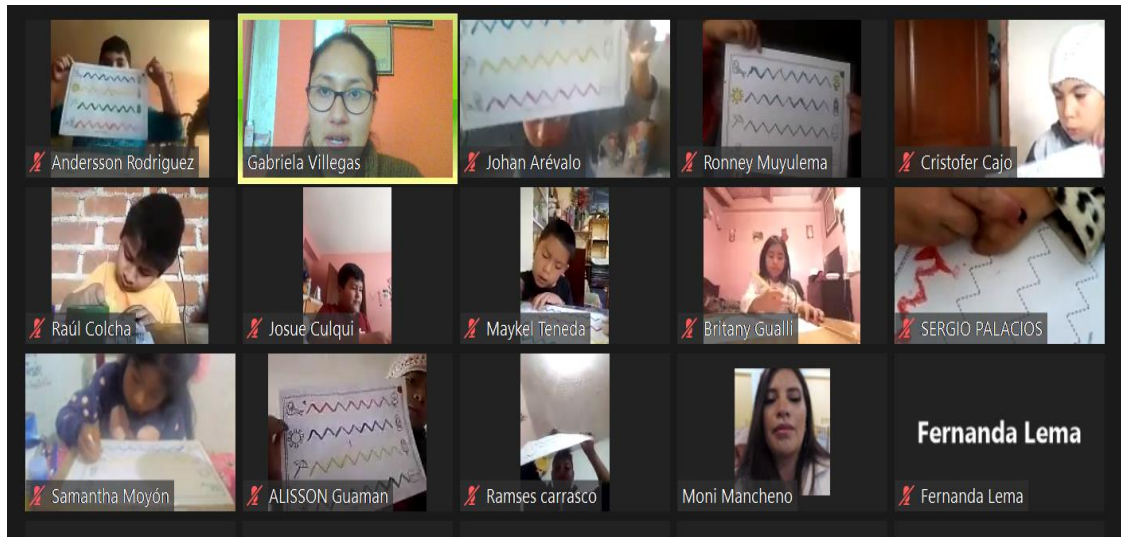 Andersson Rodriguez
Gabriela Villegas
Johan Arévalo
Ronney Muyulema
Cristofer Cajo
Raúl Colcha
Josue Culqui
Maykel Teneda
Britany Gualli
SERGIO PALACIOS
Samantha Moyón
ALISSON Guaman
Ramses carrasco
Moni Mancheno
Fernanda Lema
Fernanda Lema